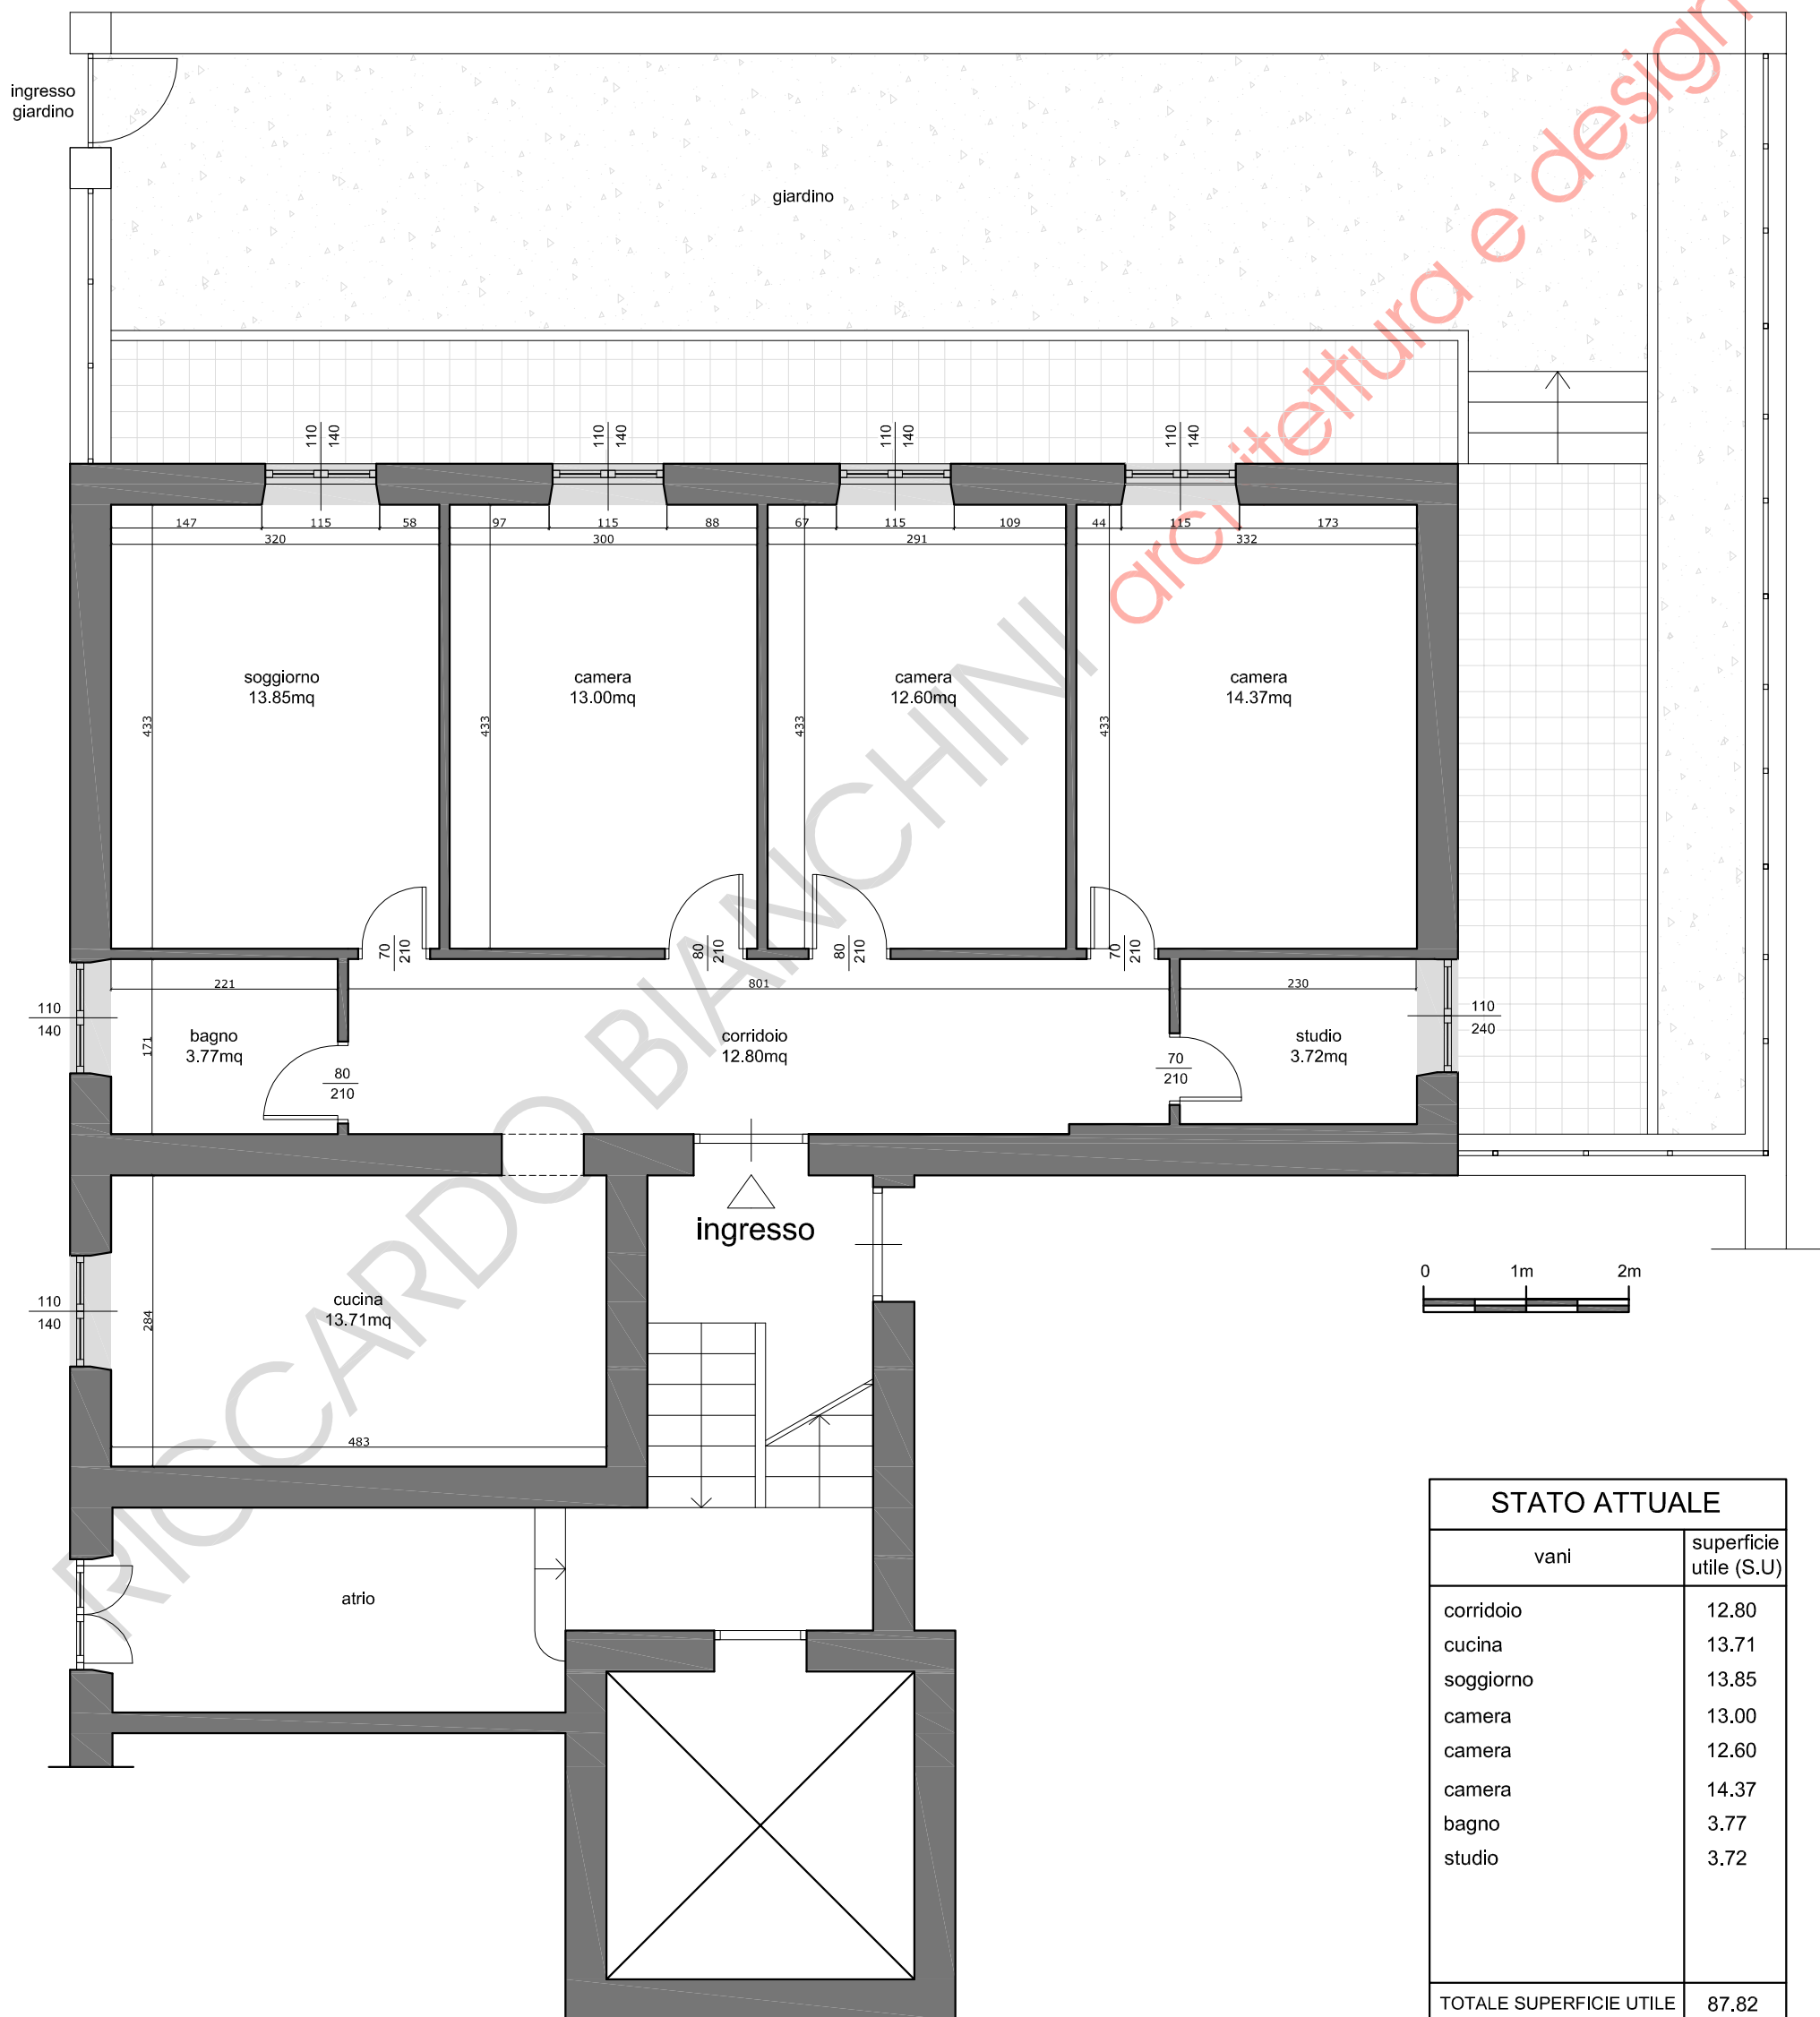 ingresso
giardino
giardino
110
140
110
140
110
140
110
140
147
115
58
320
97
115
88
300
67
115
109
291
44
115
173
332
433
433
433
433
soggiorno
13.85mq
camera
13.00mq
camera
12.60mq
camera
14.37mq
70
210
80
210
80
210
70
210
221
801
230
110
140
171
bagno
3.77mq
80
210
corridoio
12.80mq
70
210
studio
3.72mq
110
240
ingresso
110
140
284
cucina
13.71mq
483
0 1m 2m
atrio
RICCARDO BIANCHINI architettura e design
STATO ATTUALE
vani
superficie
utile (S.U)
corridoio 12.80
cucina 13.71
soggiorno 13.85
camera 13.00
camera 12.60
camera 14.37
bagno 3.77
studio 3.72
TOTALE SUPERFICIE UTILE 87.82